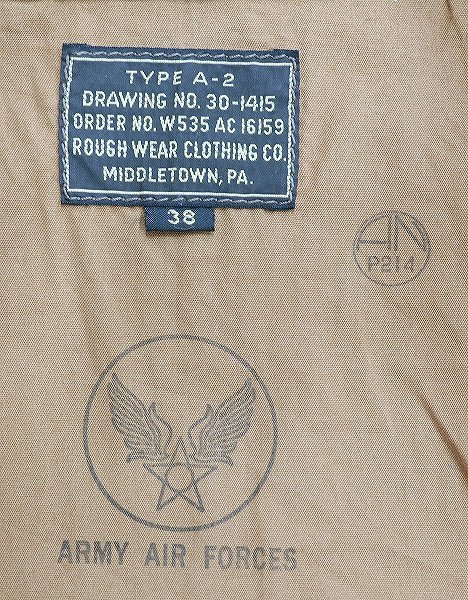 TYPE A-2
DRAWING NO. 30-1415
ORDER NO. W535 AC 16159
ROUGH WEAR CLOTHING CO.
MIDDLETOWN, PA.
38
AN
P214
ARMY AIR FORCES